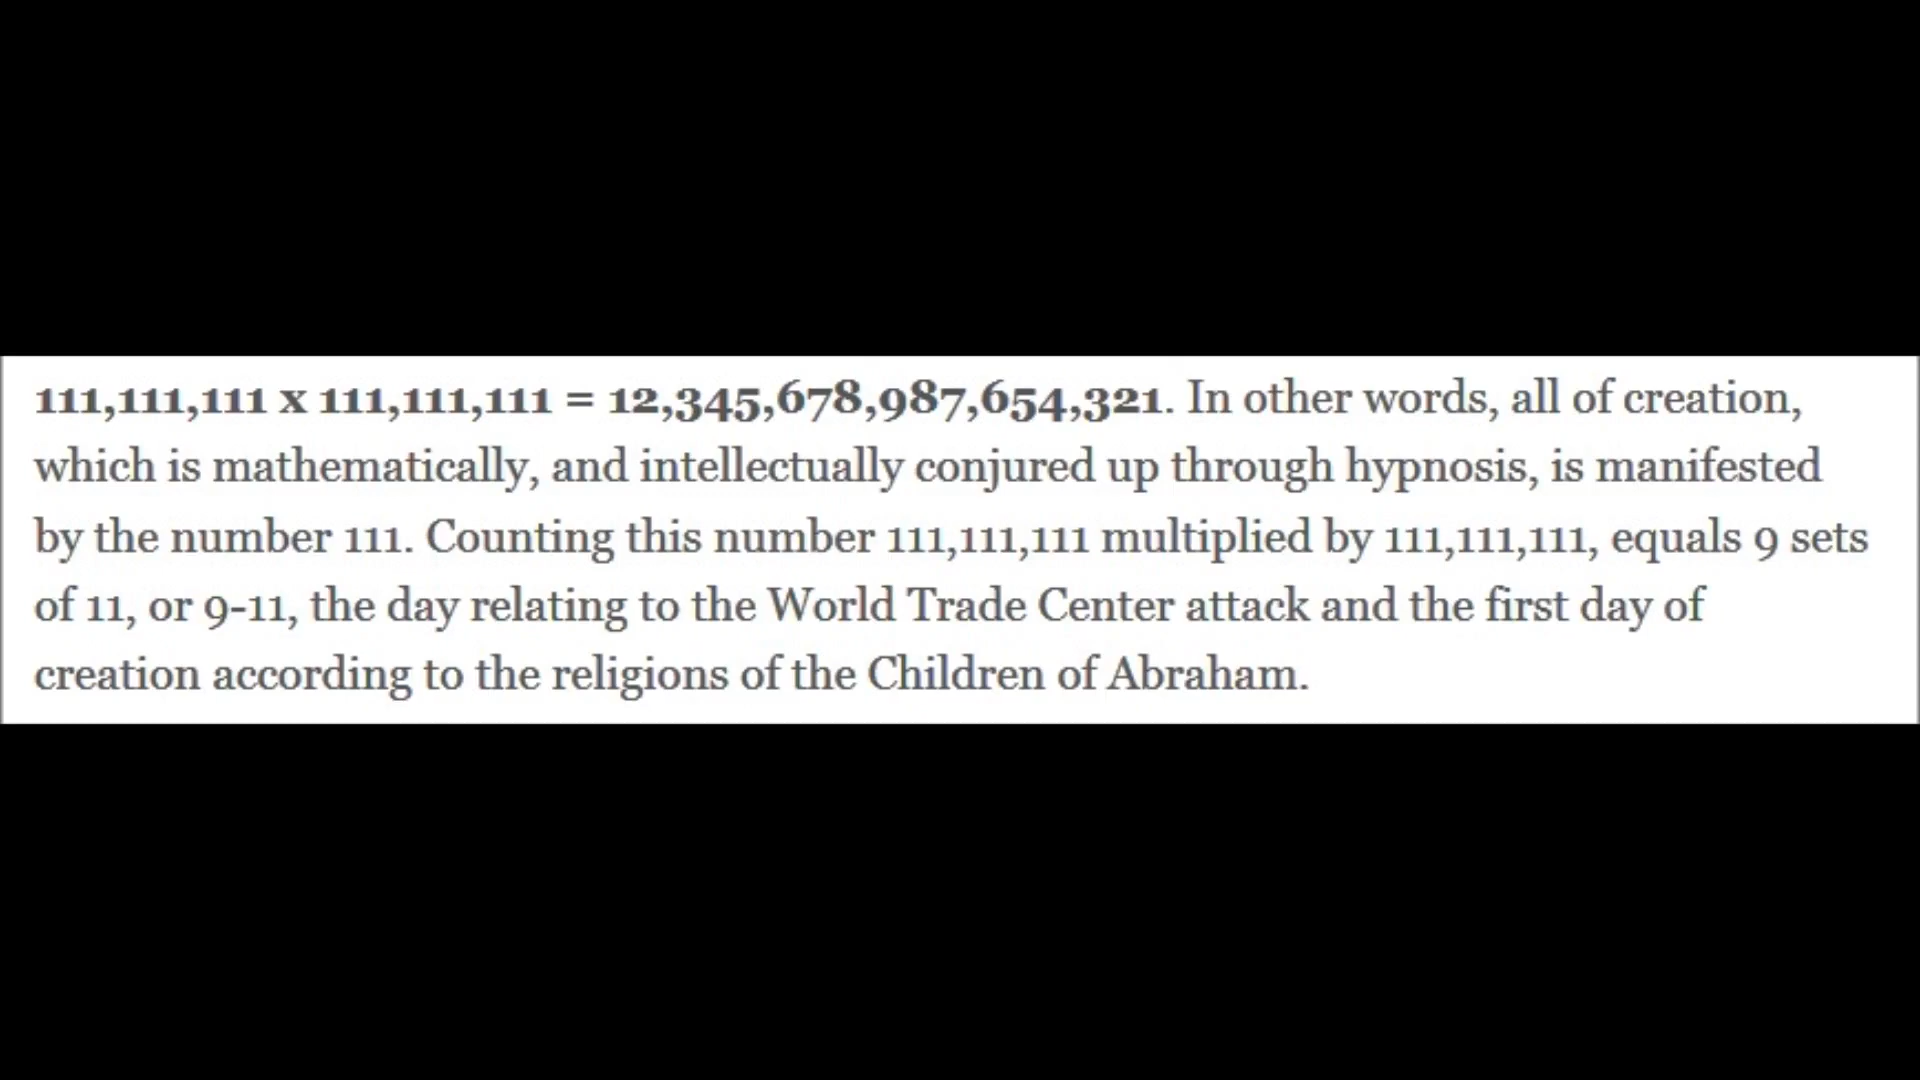 111,111,111 x 111,111,111 = 12,345,678,987,654,321. In other words, all of creation,
which is mathematically, and intellectually conjured up through hypnosis, is manifested
by the number 111. Counting this number 111,111,111 multiplied by 111,111,111, equals 9 sets
of 11, or 9-11, the day relating to the World Trade Center attack and the first day of
creation according to the religions of the Children of Abraham.